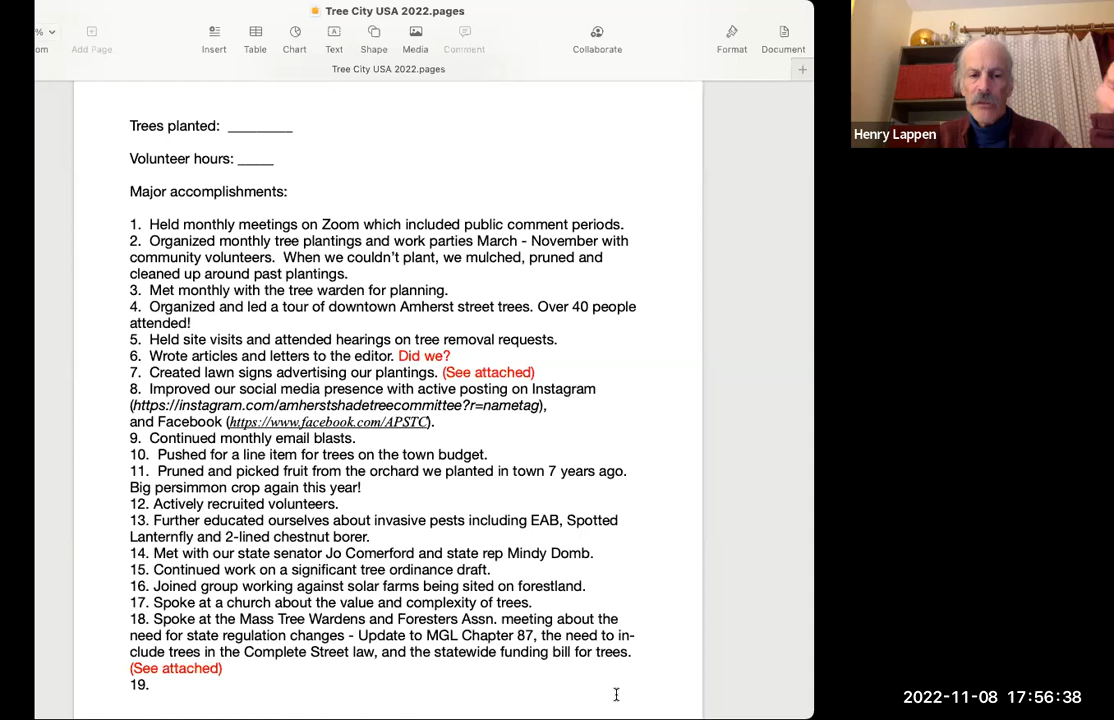 Tree City USA 2022.pages
%
om
Add Page
Insert
Table
Chart
Text
Shape
Media
Comment
Collaborate
Format
Document
Tree City USA 2022.pages
Trees planted: _________
Volunteer hours: _____
Major accomplishments:
1. Held monthly meetings on Zoom which included public comment periods.
2. Organized monthly tree plantings and work parties March - November with
community volunteers. When we couldn't plant, we mulched, pruned and
cleaned up around past plantings.
3. Met monthly with the tree warden for planning.
4. Organized and led a tour of downtown Amherst street trees. Over 40 people
attended!
5. Held site visits and attended hearings on tree removal requests.
6. Wrote articles and letters to the editor. Did we?
7. Created lawn signs advertising our plantings. (See attached)
8. Improved our social media presence with active posting on Instagram
(https://instagram.com/amherstshadetreecommittee?r=nametag),
and Facebook (https://www.facebook.com/APSTC).
9. Continued monthly email blasts.
10. Pushed for a line item for trees on the town budget.
11. Pruned and picked fruit from the orchard we planted in town 7 years ago.
Big persimmon crop again this year!
12. Actively recruited volunteers.
13. Further educated ourselves about invasive pests including EAB, Spotted
Lanternfly and 2-lined chestnut borer.
14. Met with our state senator Jo Comerford and state rep Mindy Domb.
15. Continued work on a significant tree ordinance draft.
16. Joined group working against solar farms being sited on forestland.
17. Spoke at a church about the value and complexity of trees.
18. Spoke at the Mass Tree Wardens and Foresters Assn. meeting about the
need for state regulation changes - Update to MGL Chapter 87, the need to in-
clude trees in the Complete Street law, and the statewide funding bill for trees.
(See attached)
19.
Henry Lappen
2022-11-08 17:56:38